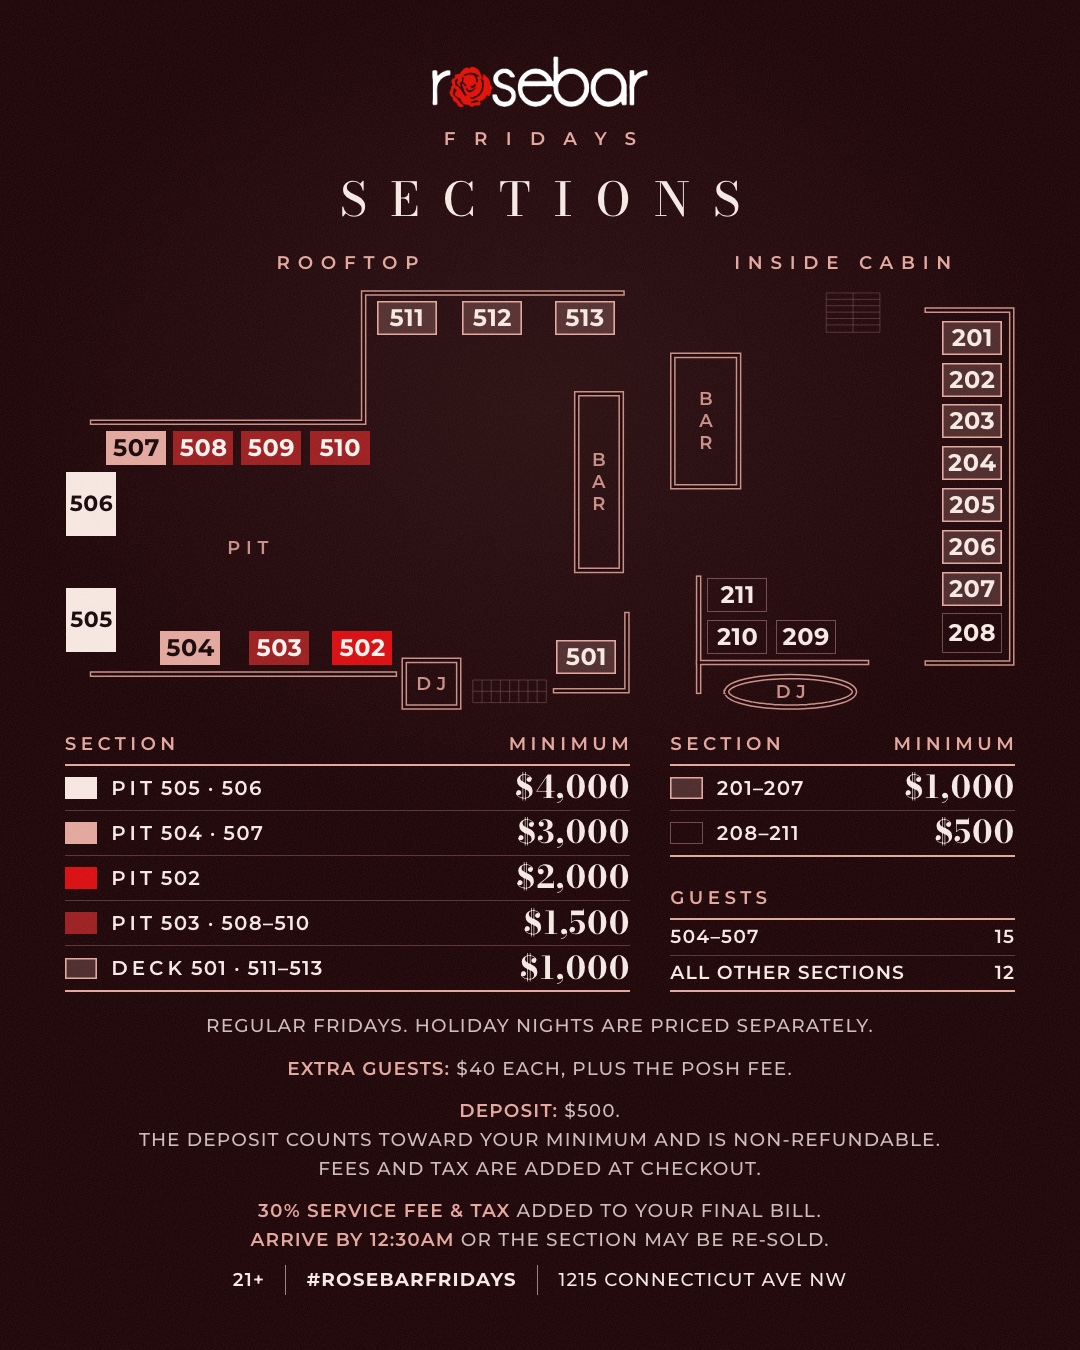 rosebar
FRIDAYS
SECTIONS
ROOFTOP
INSIDE CABIN
511 512 513
507 508 509 510
506
PIT
505
504 503 502
501
DJ
BAR
BAR
201
202
203
204
205
206
207
208
211
210 209
DJ
SECTION MINIMUM
PIT 505 · 506 $4,000
PIT 504 · 507 $3,000
PIT 502 $2,000
PIT 503 · 508–510 $1,500
DECK 501 · 511–513 $1,000
SECTION MINIMUM
201–207 $1,000
208–211 $500
GUESTS
504–507 15
ALL OTHER SECTIONS 12
REGULAR FRIDAYS. HOLIDAY NIGHTS ARE PRICED SEPARATELY.
EXTRA GUESTS: $40 EACH, PLUS THE POSH FEE.
DEPOSIT: $500.
THE DEPOSIT COUNTS TOWARD YOUR MINIMUM AND IS NON-REFUNDABLE.
FEES AND TAX ARE ADDED AT CHECKOUT.
30% SERVICE FEE & TAX ADDED TO YOUR FINAL BILL.
ARRIVE BY 12:30AM OR THE SECTION MAY BE RE-SOLD.
21+ #ROSEBARFRIDAYS 1215 CONNECTICUT AVE NW